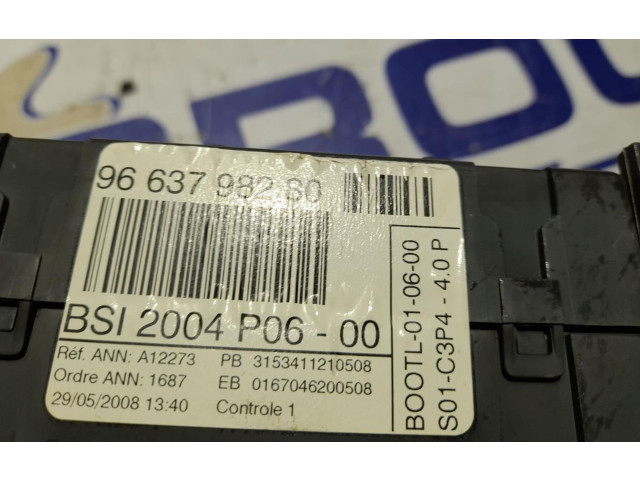 96 637 982 80
BSI 2004 P06 - 00
Réf. ANN: A12273 PB 3153411210508
Ordre ANN: 1687 EB 0167046200508
29/05/2008 13:40 Controle 1
BOOTL-01-06-00
S01-C3P4 - 4.0 P